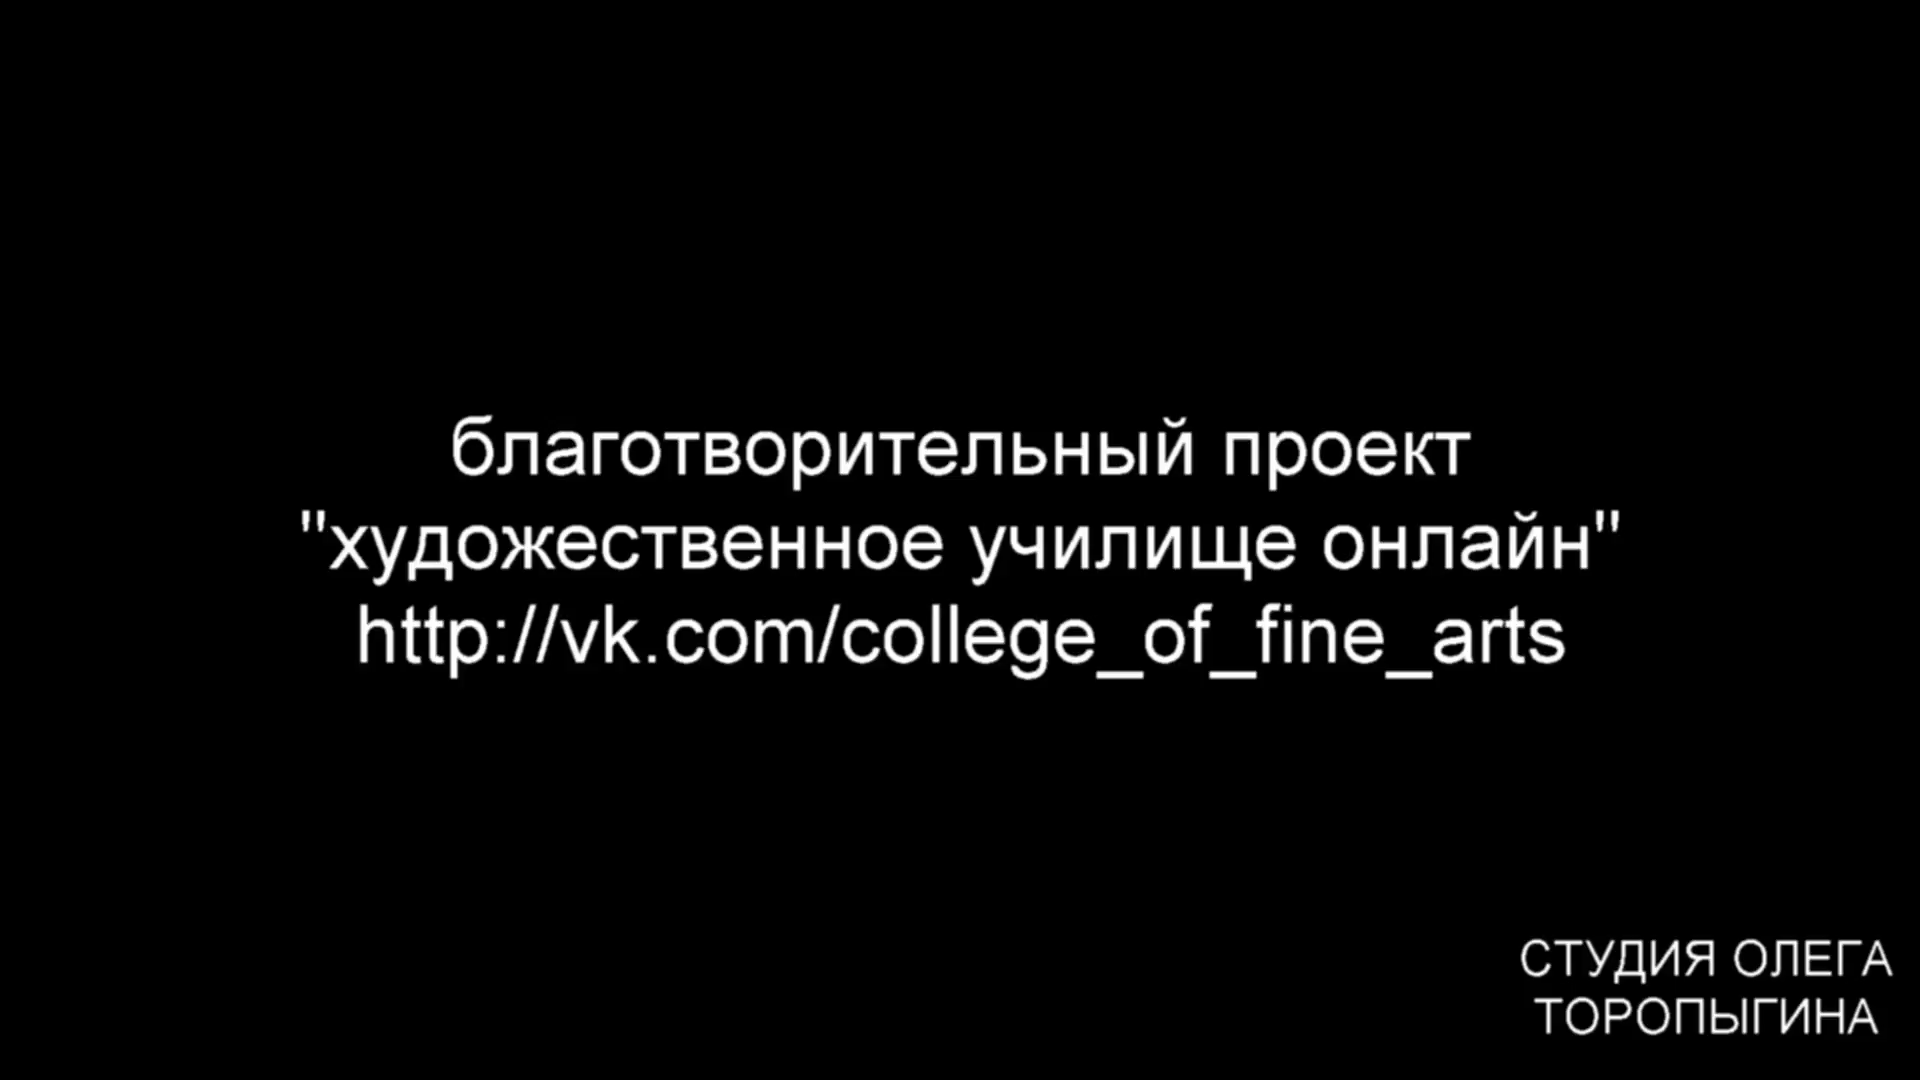 благотворительный проект
"художественное училище онлайн"
http://vk.com/college_of_fine_arts
СТУДИЯ ОЛЕГА
ТОРОПЫГИНА